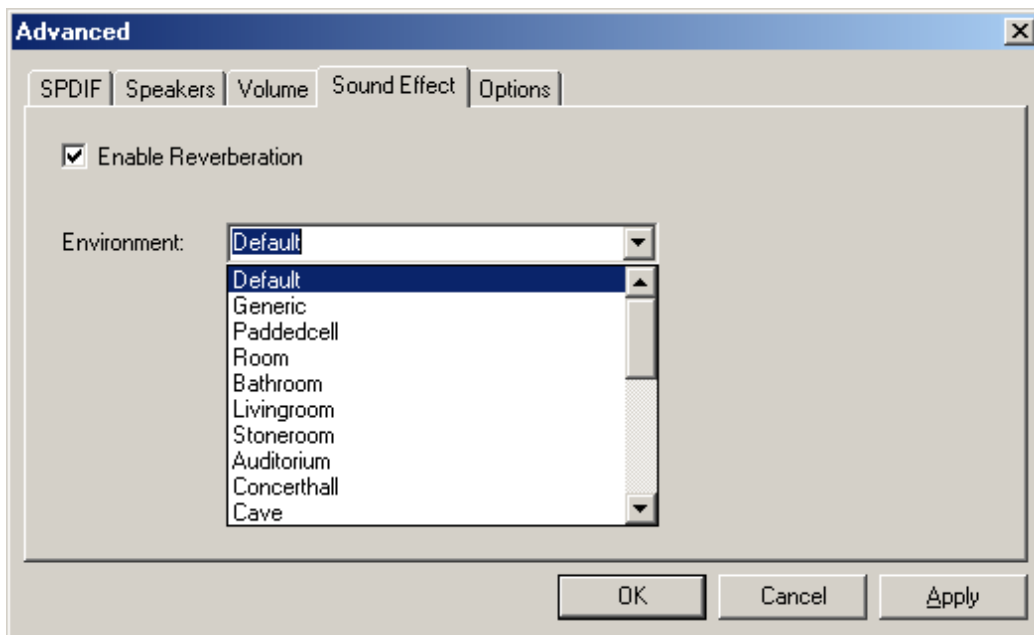 Advanced
SPDIF Speakers Volume Sound Effect Options
Enable Reverberation
Environment: Default
Default
Generic
Paddedcell
Room
Bathroom
Livingroom
Stoneroom
Auditorium
Concerthall
Cave
OK Cancel Apply